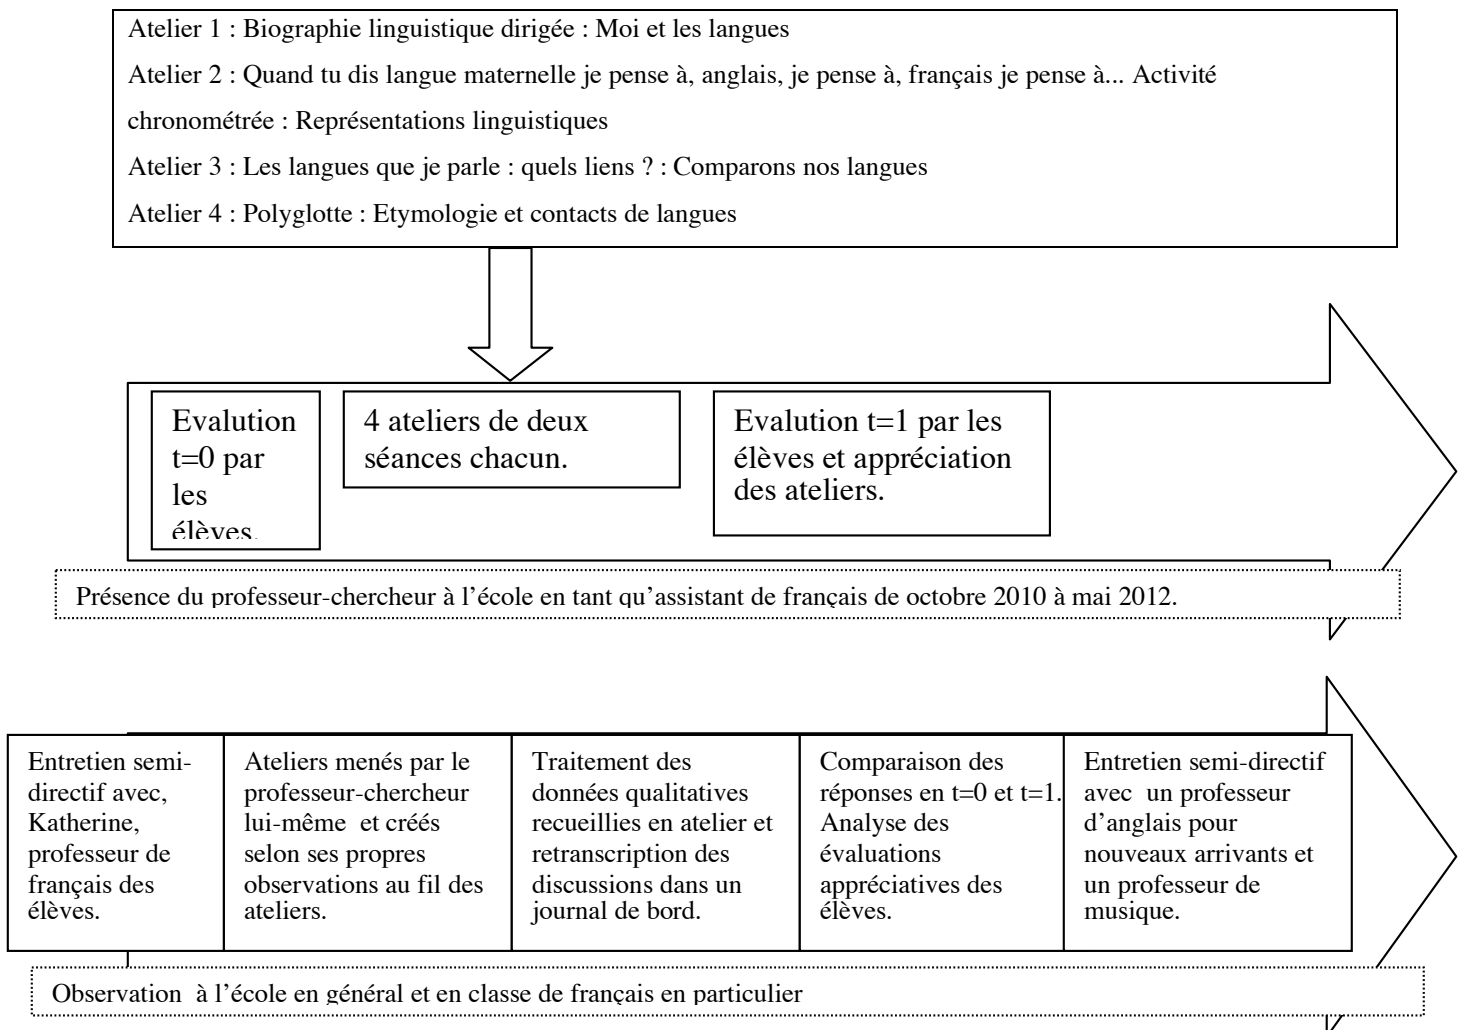 Atelier 1 : Biographie linguistique dirigée : Moi et les langues
Atelier 2 : Quand tu dis langue maternelle je pense à, anglais, je pense à, français je pense à... Activité
chronométrée : Représentations linguistiques
Atelier 3 : Les langues que je parle : quels liens ? : Comparons nos langues
Atelier 4 : Polyglotte : Etymologie et contacts de langues
Evalution
t=0 par
les
élèves.
4 ateliers de deux
séances chacun.
Evalution t=1 par les
élèves et appréciation
des ateliers.
Présence du professeur-chercheur à l’école en tant qu’assistant de français de octobre 2010 à mai 2012.
Entretien semi-
directif avec,
Katherine,
professeur de
français des
élèves.
Ateliers menés par le
professeur-chercheur
lui-même et créés
selon ses propres
observations au fil des
ateliers.
Traitement des
données qualitatives
recueillies en atelier et
retranscription des
discussions dans un
journal de bord.
Comparaison des
réponses en t=0 et t=1.
Analyse des
évaluations
appréciatives des
élèves.
Entretien semi-directif
avec un professeur
d’anglais pour
nouveaux arrivants et
un professeur de
musique.
Observation à l’école en général et en classe de français en particulier